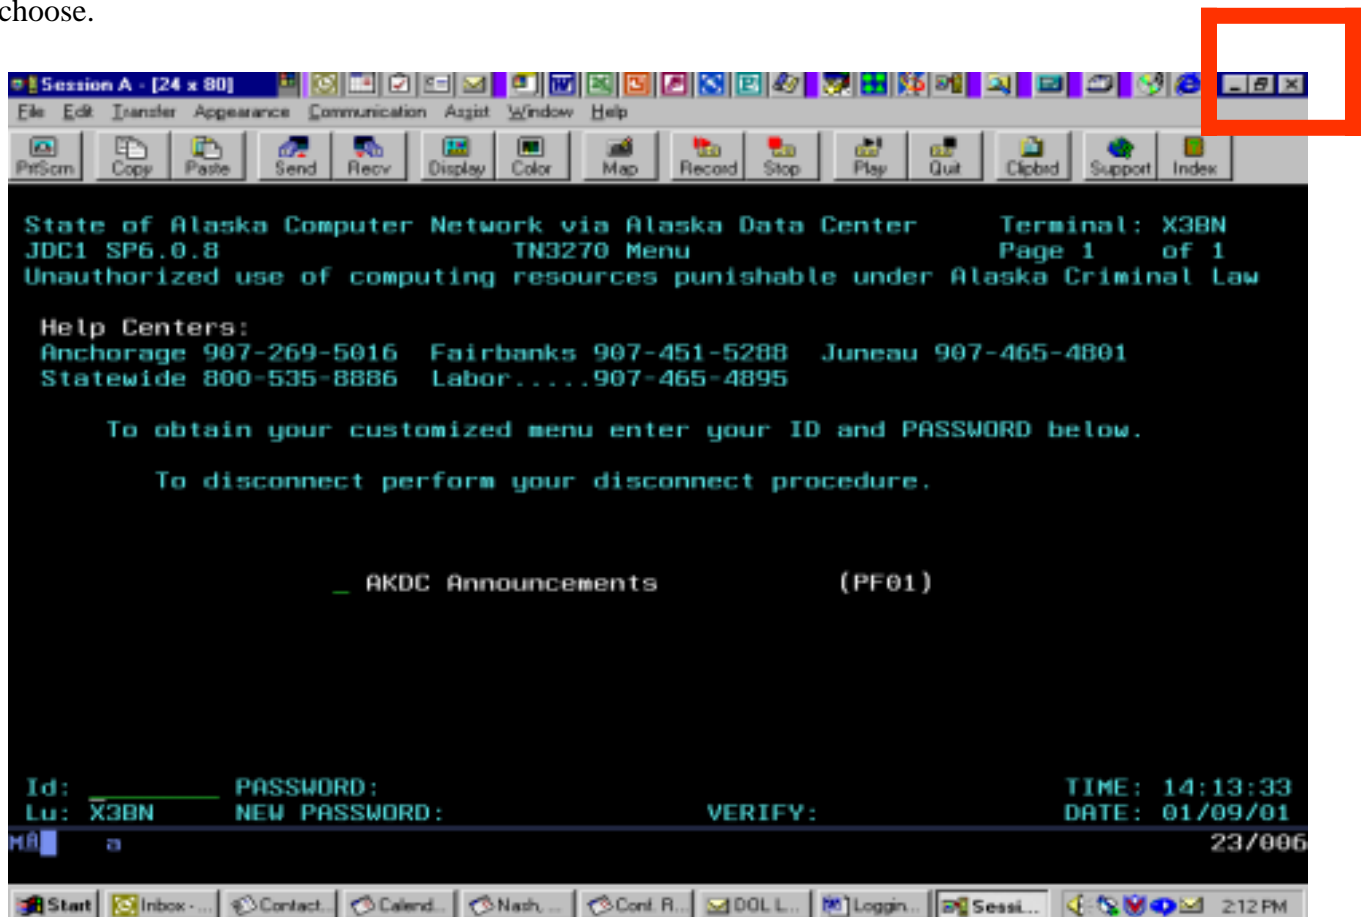 choose.
Session A - [24 x 80]
File Edit Transfer Appearance Communication Assist Window Help
PrtScrn Copy Paste Send Recv Display Color Map Record Stop Play Quit Clipbrd Support Index
State of Alaska Computer Network via Alaska Data Center Terminal: X3BN
JDC1 SP6.0.8 TN3270 Menu Page 1 of 1
Unauthorized use of computing resources punishable under Alaska Criminal Law
Help Centers:
Anchorage 907-269-5016 Fairbanks 907-451-5288 Juneau 907-465-4801
Statewide 800-535-8886 Labor.....907-465-4895
To obtain your customized menu enter your ID and PASSWORD below.
To disconnect perform your disconnect procedure.
_ AKDC Announcements (PF01)
Id: PASSWORD: TIME: 14:13:33
Lu: X3BN NEW PASSWORD: VERIFY: DATE: 01/09/01
MA a 23/006
Start Inbox - ... Contact... Calend... Nash, ... Conf. R... DOL L... Loggin... Sessi... 2:12 PM